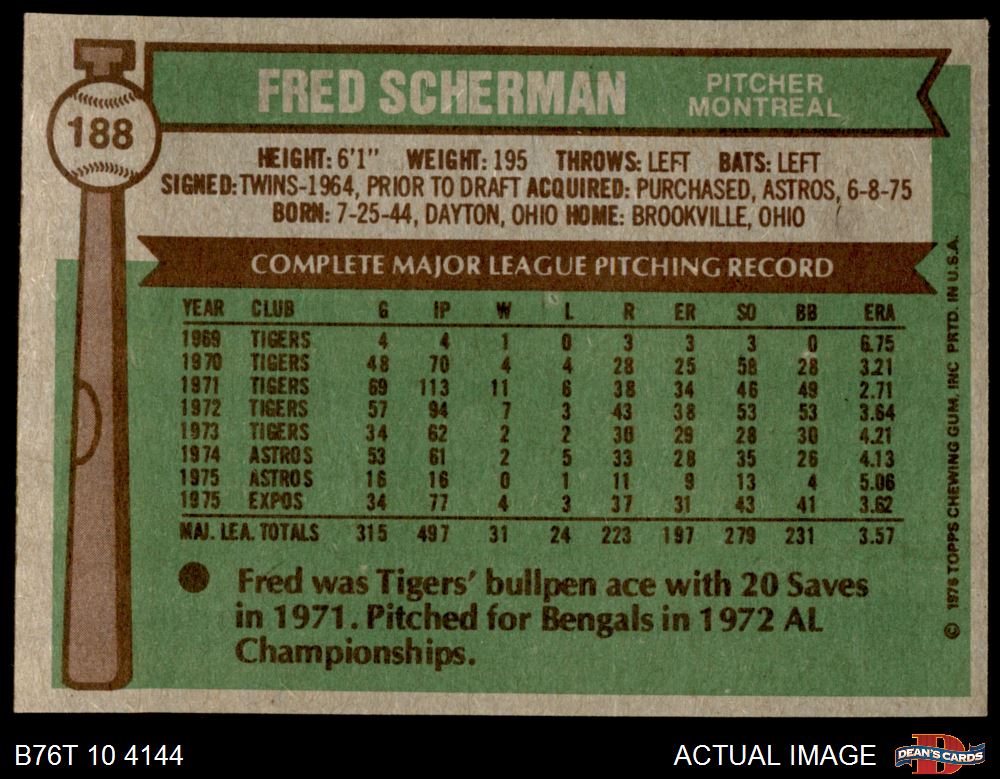 188
FRED SCHERMAN
PITCHER
MONTREAL
HEIGHT: 6'1" WEIGHT: 195 THROWS: LEFT BATS: LEFT
SIGNED: TWINS-1964, PRIOR TO DRAFT ACQUIRED: PURCHASED, ASTROS, 6-8-75
BORN: 7-25-44, DAYTON, OHIO HOME: BROOKVILLE, OHIO
COMPLETE MAJOR LEAGUE PITCHING RECORD
YEAR CLUB G IP W L R ER SO BB ERA
1969 TIGERS 4 4 1 0 3 3 3 0 6.75
1970 TIGERS 48 70 4 4 28 25 58 28 3.21
1971 TIGERS 69 113 11 6 38 34 46 49 2.71
1972 TIGERS 57 94 7 3 43 38 53 53 3.64
1973 TIGERS 34 62 2 2 30 29 28 30 4.21
1974 ASTROS 53 61 2 5 33 28 35 26 4.13
1975 ASTROS 16 16 0 1 11 9 13 4 5.06
1975 EXPOS 34 77 4 3 37 31 43 41 3.62
MAJ. LEA. TOTALS 315 497 31 24 223 197 279 231 3.57
Fred was Tigers' bullpen ace with 20 Saves
in 1971. Pitched for Bengals in 1972 AL
Championships.
© 1976 TOPPS CHEWING GUM, INC PRTD. IN U.S.A.
B76T 10 4144
ACTUAL IMAGE
DEAN'S CARDS